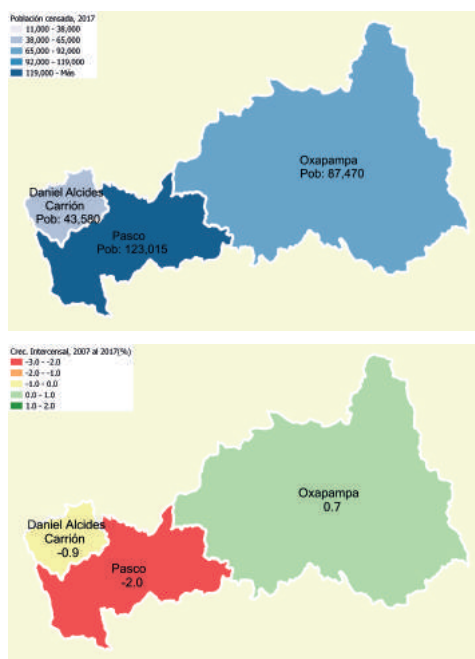 Población censada, 2017
11,000 - 38,000
38,000 - 65,000
65,000 - 92,000
92,000 - 119,000
119,000 - Más
Oxapampa
Pob: 87,470
Daniel Alcides
Carrión
Pob: 43,580
Pasco
Pob: 123,015
Crec. Intercensal, 2007 al 2017(%)
-3.0 - -2.0
-2.0 - -1.0
-1.0 - 0.0
0.0 - 1.0
1.0 - 2.0
Oxapampa
0.7
Daniel Alcides
Carrión
-0.9
Pasco
-2.0